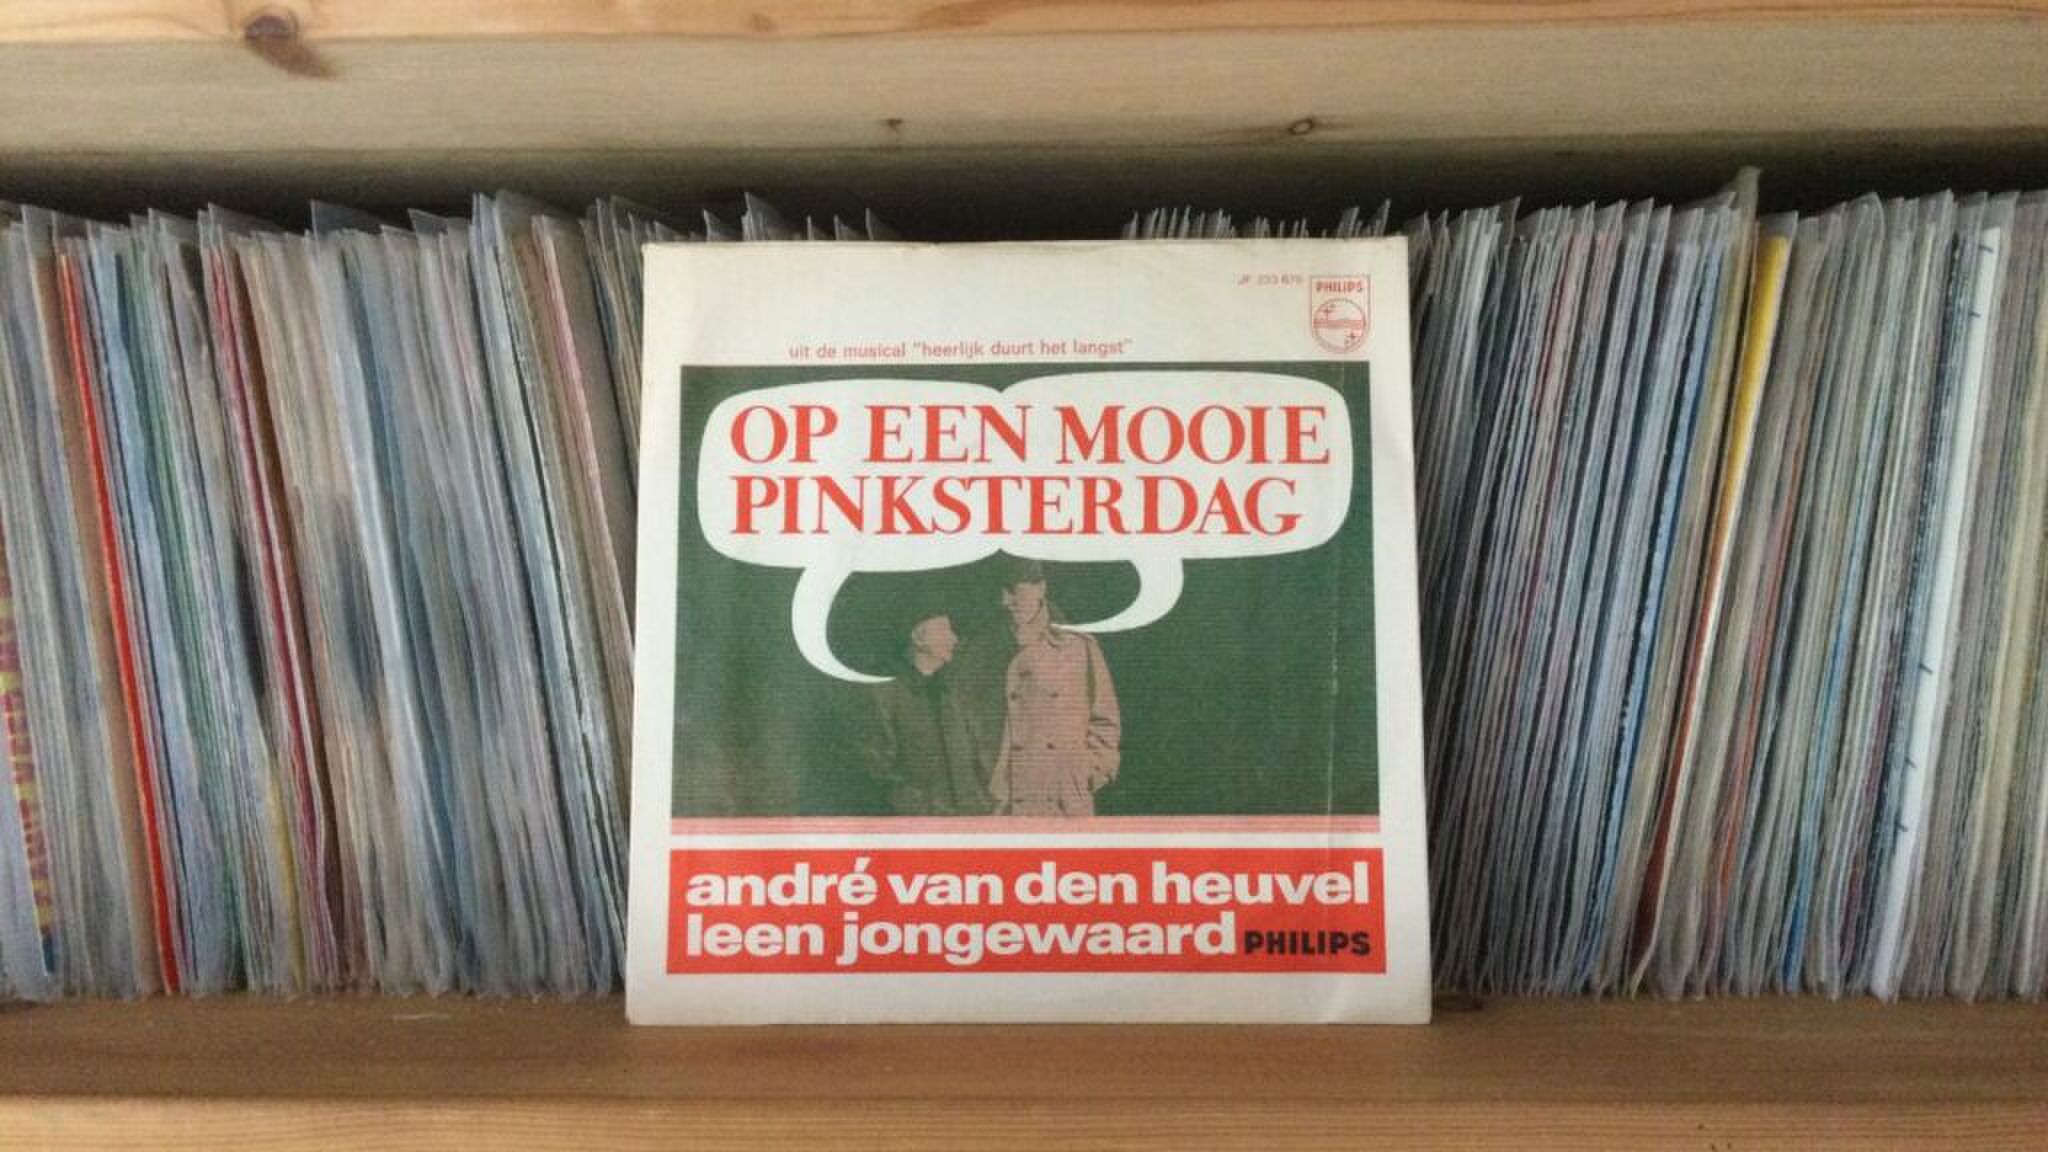 PHILIPS
uit de musical "heerlijk duurt het langst"
OP EEN MOOIE
PINKSTERDAG
andré van den heuvel
leen jongewaard PHILIPS